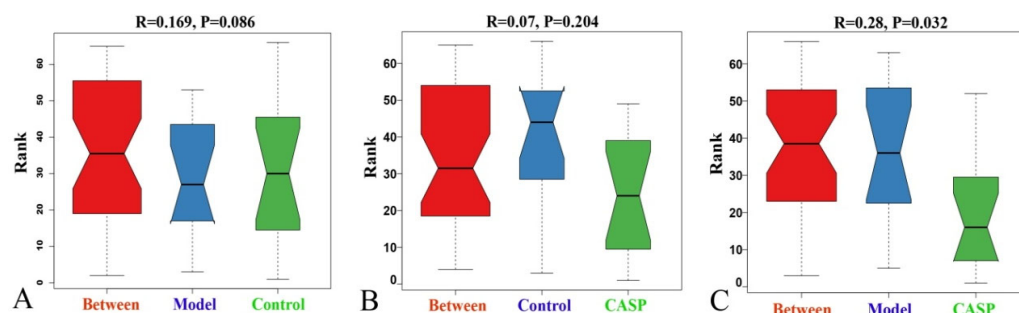 R=0.169, P=0.086
Rank
60
50
40
30
20
10
0
Between Model Control
A
R=0.07, P=0.204
Rank
60
50
40
30
20
10
0
Between Control CASP
B
R=0.28, P=0.032
Rank
60
50
40
30
20
10
0
Between Model CASP
C